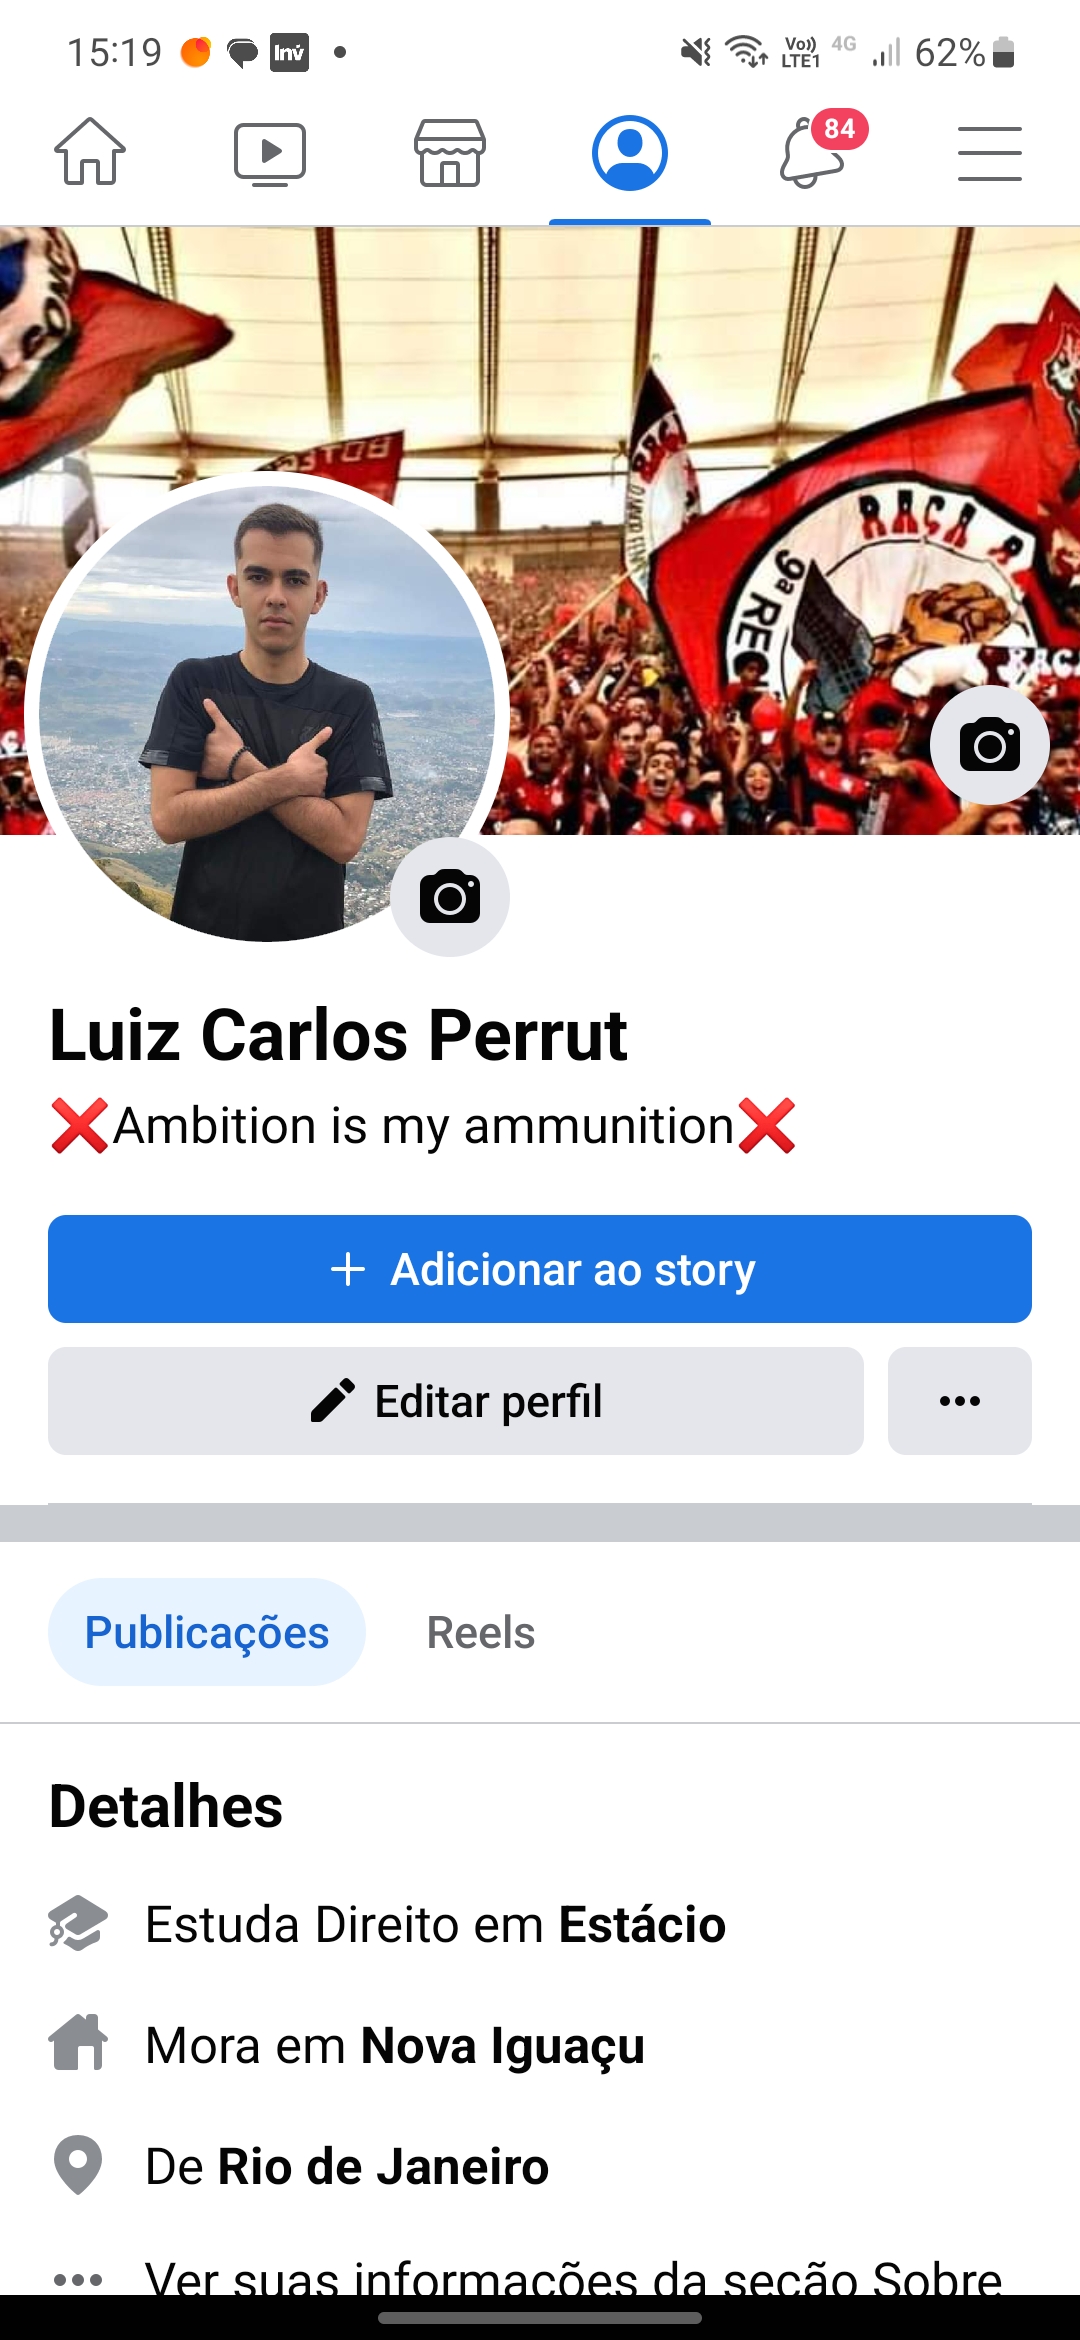 15:19
Inv
Vo))
LTE1
4G
62%
84
RAÇA
9ª REG
Luiz Carlos Perrut
❌Ambition is my ammunition❌
+ Adicionar ao story
Editar perfil
Publicações Reels
Detalhes
Estuda Direito em Estácio
Mora em Nova Iguaçu
De Rio de Janeiro
Ver suas informações da seção Sobre